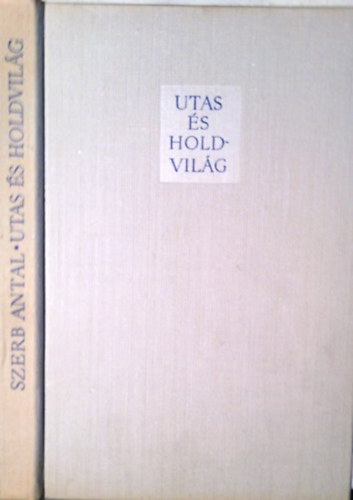 SZERB ANTAL • UTAS ÉS HOLDVILÁG
UTAS
ÉS
HOLD-
VILÁG